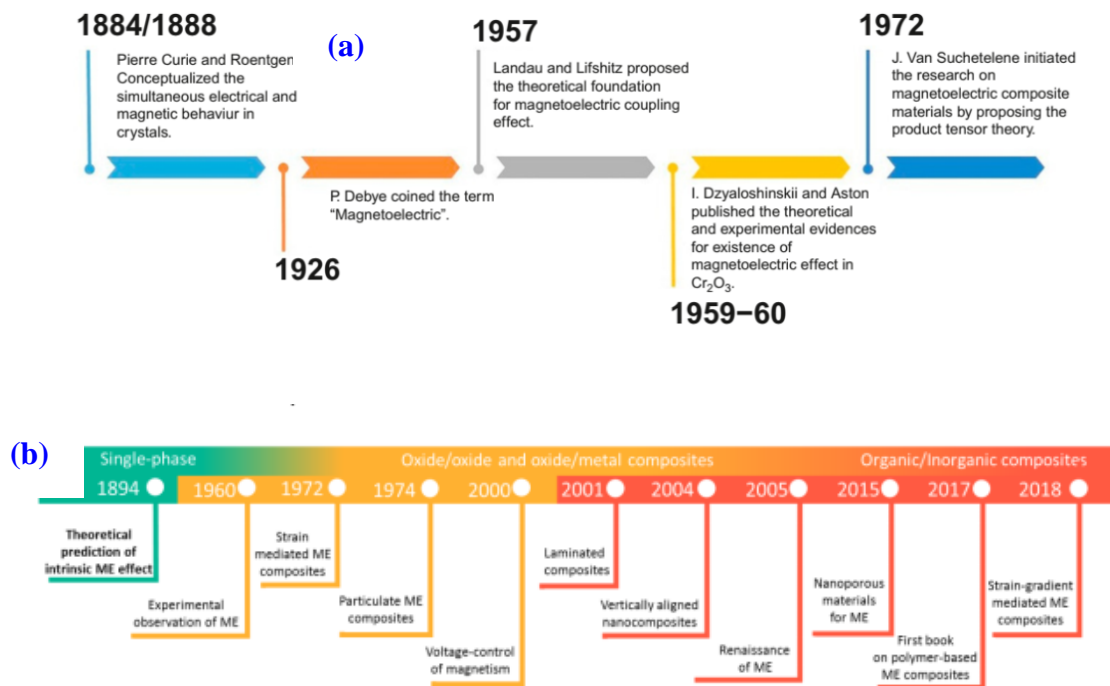 1884/1888
Pierre Curie and Roentgen
Conceptualized the
simultaneous electrical and
magnetic behaviur in
crystals.
(a)
1957
Landau and Lifshitz proposed
the theoretical foundation
for magnetoelectric coupling
effect.
1972
J. Van Suchetelene initiated
the research on
magnetoelectric composite
materials by proposing the
product tensor theory.
P. Debye coined the term
“Magnetoelectric”.
1926
I. Dzyaloshinskii and Aston
published the theoretical
and experimental evidences
for existence of
magnetoelectric effect in
Cr₂O₃.
1959–60
(b)
Single-phase
Oxide/oxide and oxide/metal composites
Organic/Inorganic composites
1894
1960
1972
1974
2000
2001
2004
2005
2015
2017
2018
Theoretical
prediction of
intrinsic ME effect
Experimental
observation of ME
Strain
mediated ME
composites
Particulate ME
composites
Voltage-control
of magnetism
Laminated
composites
Vertically aligned
nanocomposites
Renaissance
of ME
Nanoporous
materials
for ME
First book
on polymer-based
ME composites
Strain-gradient
mediated ME
composites